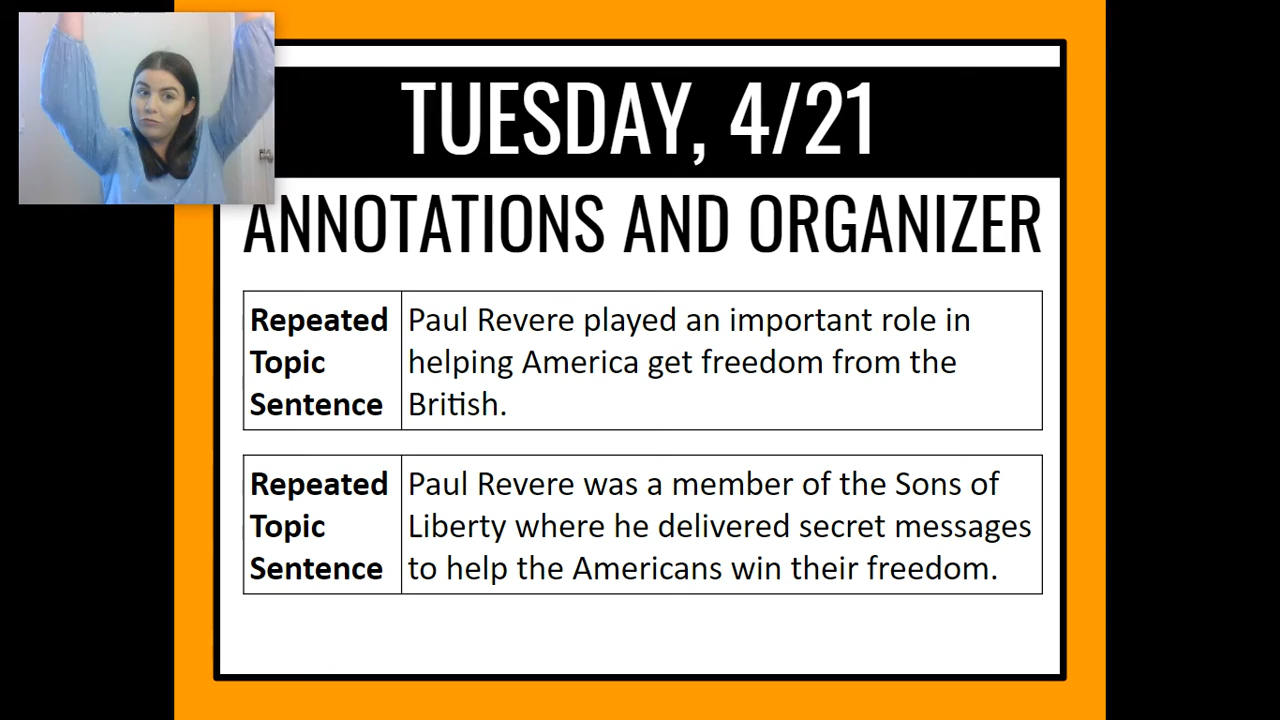 TUESDAY, 4/21
ANNOTATIONS AND ORGANIZER
Repeated Topic Sentence
Paul Revere played an important role in
helping America get freedom from the
British.
Repeated Topic Sentence
Paul Revere was a member of the Sons of
Liberty where he delivered secret messages
to help the Americans win their freedom.